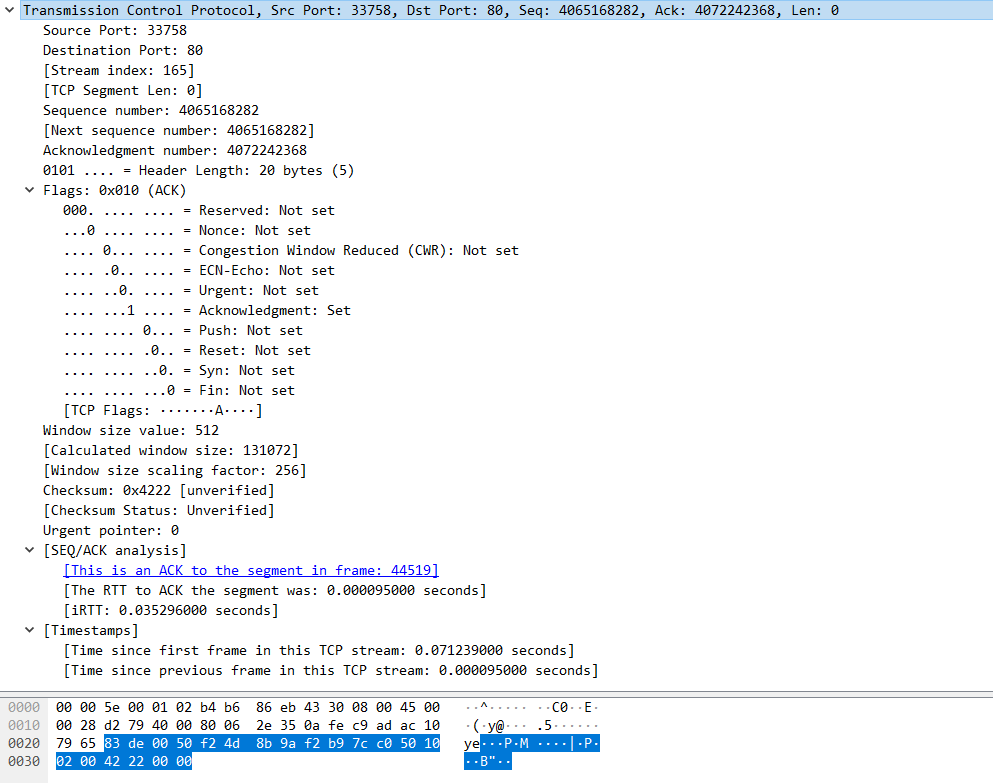 Transmission Control Protocol, Src Port: 33758, Dst Port: 80, Seq: 4065168282, Ack: 4072242368, Len: 0
Source Port: 33758
Destination Port: 80
[Stream index: 165]
[TCP Segment Len: 0]
Sequence number: 4065168282
[Next sequence number: 4065168282]
Acknowledgment number: 4072242368
0101 .... = Header Length: 20 bytes (5)
Flags: 0x010 (ACK)
000. .... .... = Reserved: Not set
...0 .... .... = Nonce: Not set
.... 0... .... = Congestion Window Reduced (CWR): Not set
.... .0.. .... = ECN-Echo: Not set
.... ..0. .... = Urgent: Not set
.... ...1 .... = Acknowledgment: Set
.... .... 0... = Push: Not set
.... .... .0.. = Reset: Not set
.... .... ..0. = Syn: Not set
.... .... ...0 = Fin: Not set
[TCP Flags: ·······A····]
Window size value: 512
[Calculated window size: 131072]
[Window size scaling factor: 256]
Checksum: 0x4222 [unverified]
[Checksum Status: Unverified]
Urgent pointer: 0
[SEQ/ACK analysis]
[This is an ACK to the segment in frame: 44519]
[The RTT to ACK the segment was: 0.000095000 seconds]
[iRTT: 0.035296000 seconds]
[Timestamps]
[Time since first frame in this TCP stream: 0.071239000 seconds]
[Time since previous frame in this TCP stream: 0.000095000 seconds]
0000 00 00 5e 00 01 02 b4 b6 86 eb 43 30 08 00 45 00 ··^····· ··C0··E·
0010 00 28 d2 79 40 00 80 06 2e 35 0a fe c9 ad ac 10 ·(·y@··· .5······
0020 79 65 83 de 00 50 f2 4d 8b 9a f2 b9 7c c0 50 10 ye···P·M ····|·P·
0030 02 00 42 22 00 00 ··B"··